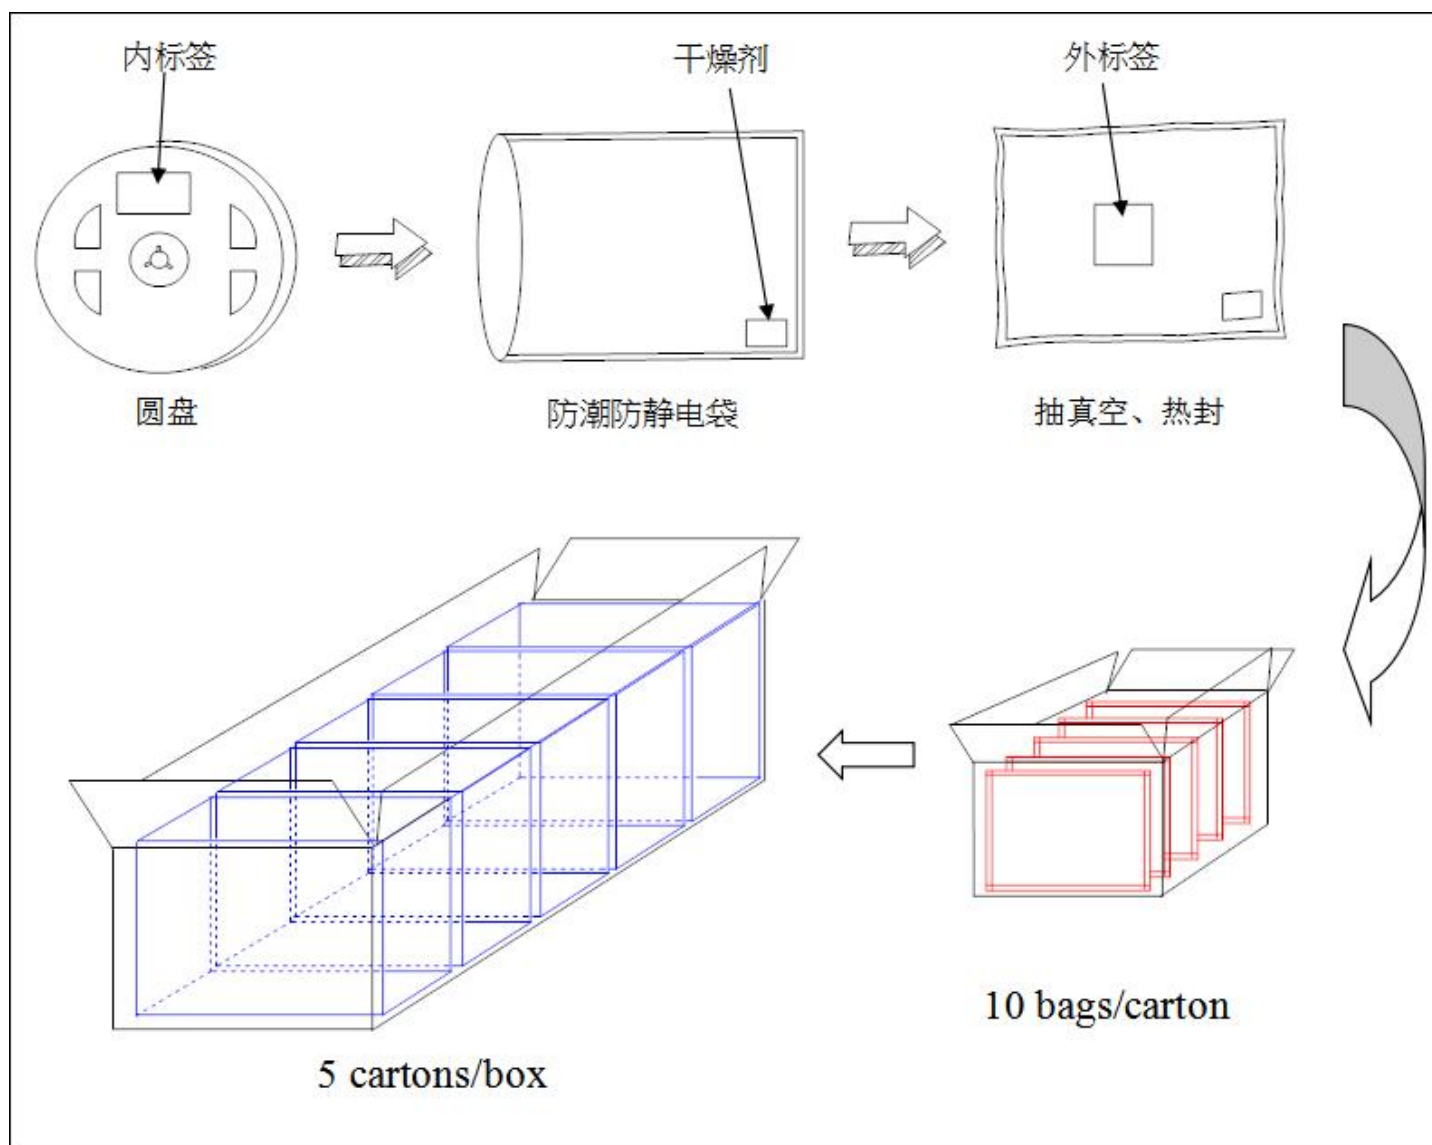 内标签
干燥剂
外标签
圆盘
防潮防静电袋
抽真空、热封
10 bags/carton
5 cartons/box